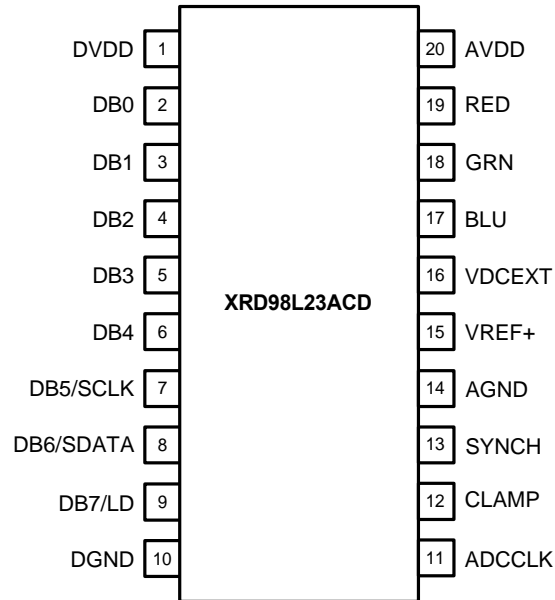 DVDD 1 20 AVDD
DB0 2 19 RED
DB1 3 18 GRN
DB2 4 17 BLU
DB3 5 16 VDCEXT
XRD98L23ACD
DB4 6 15 VREF+
DB5/SCLK 7 14 AGND
DB6/SDATA 8 13 SYNCH
DB7/LD 9 12 CLAMP
DGND 10 11 ADCCLK